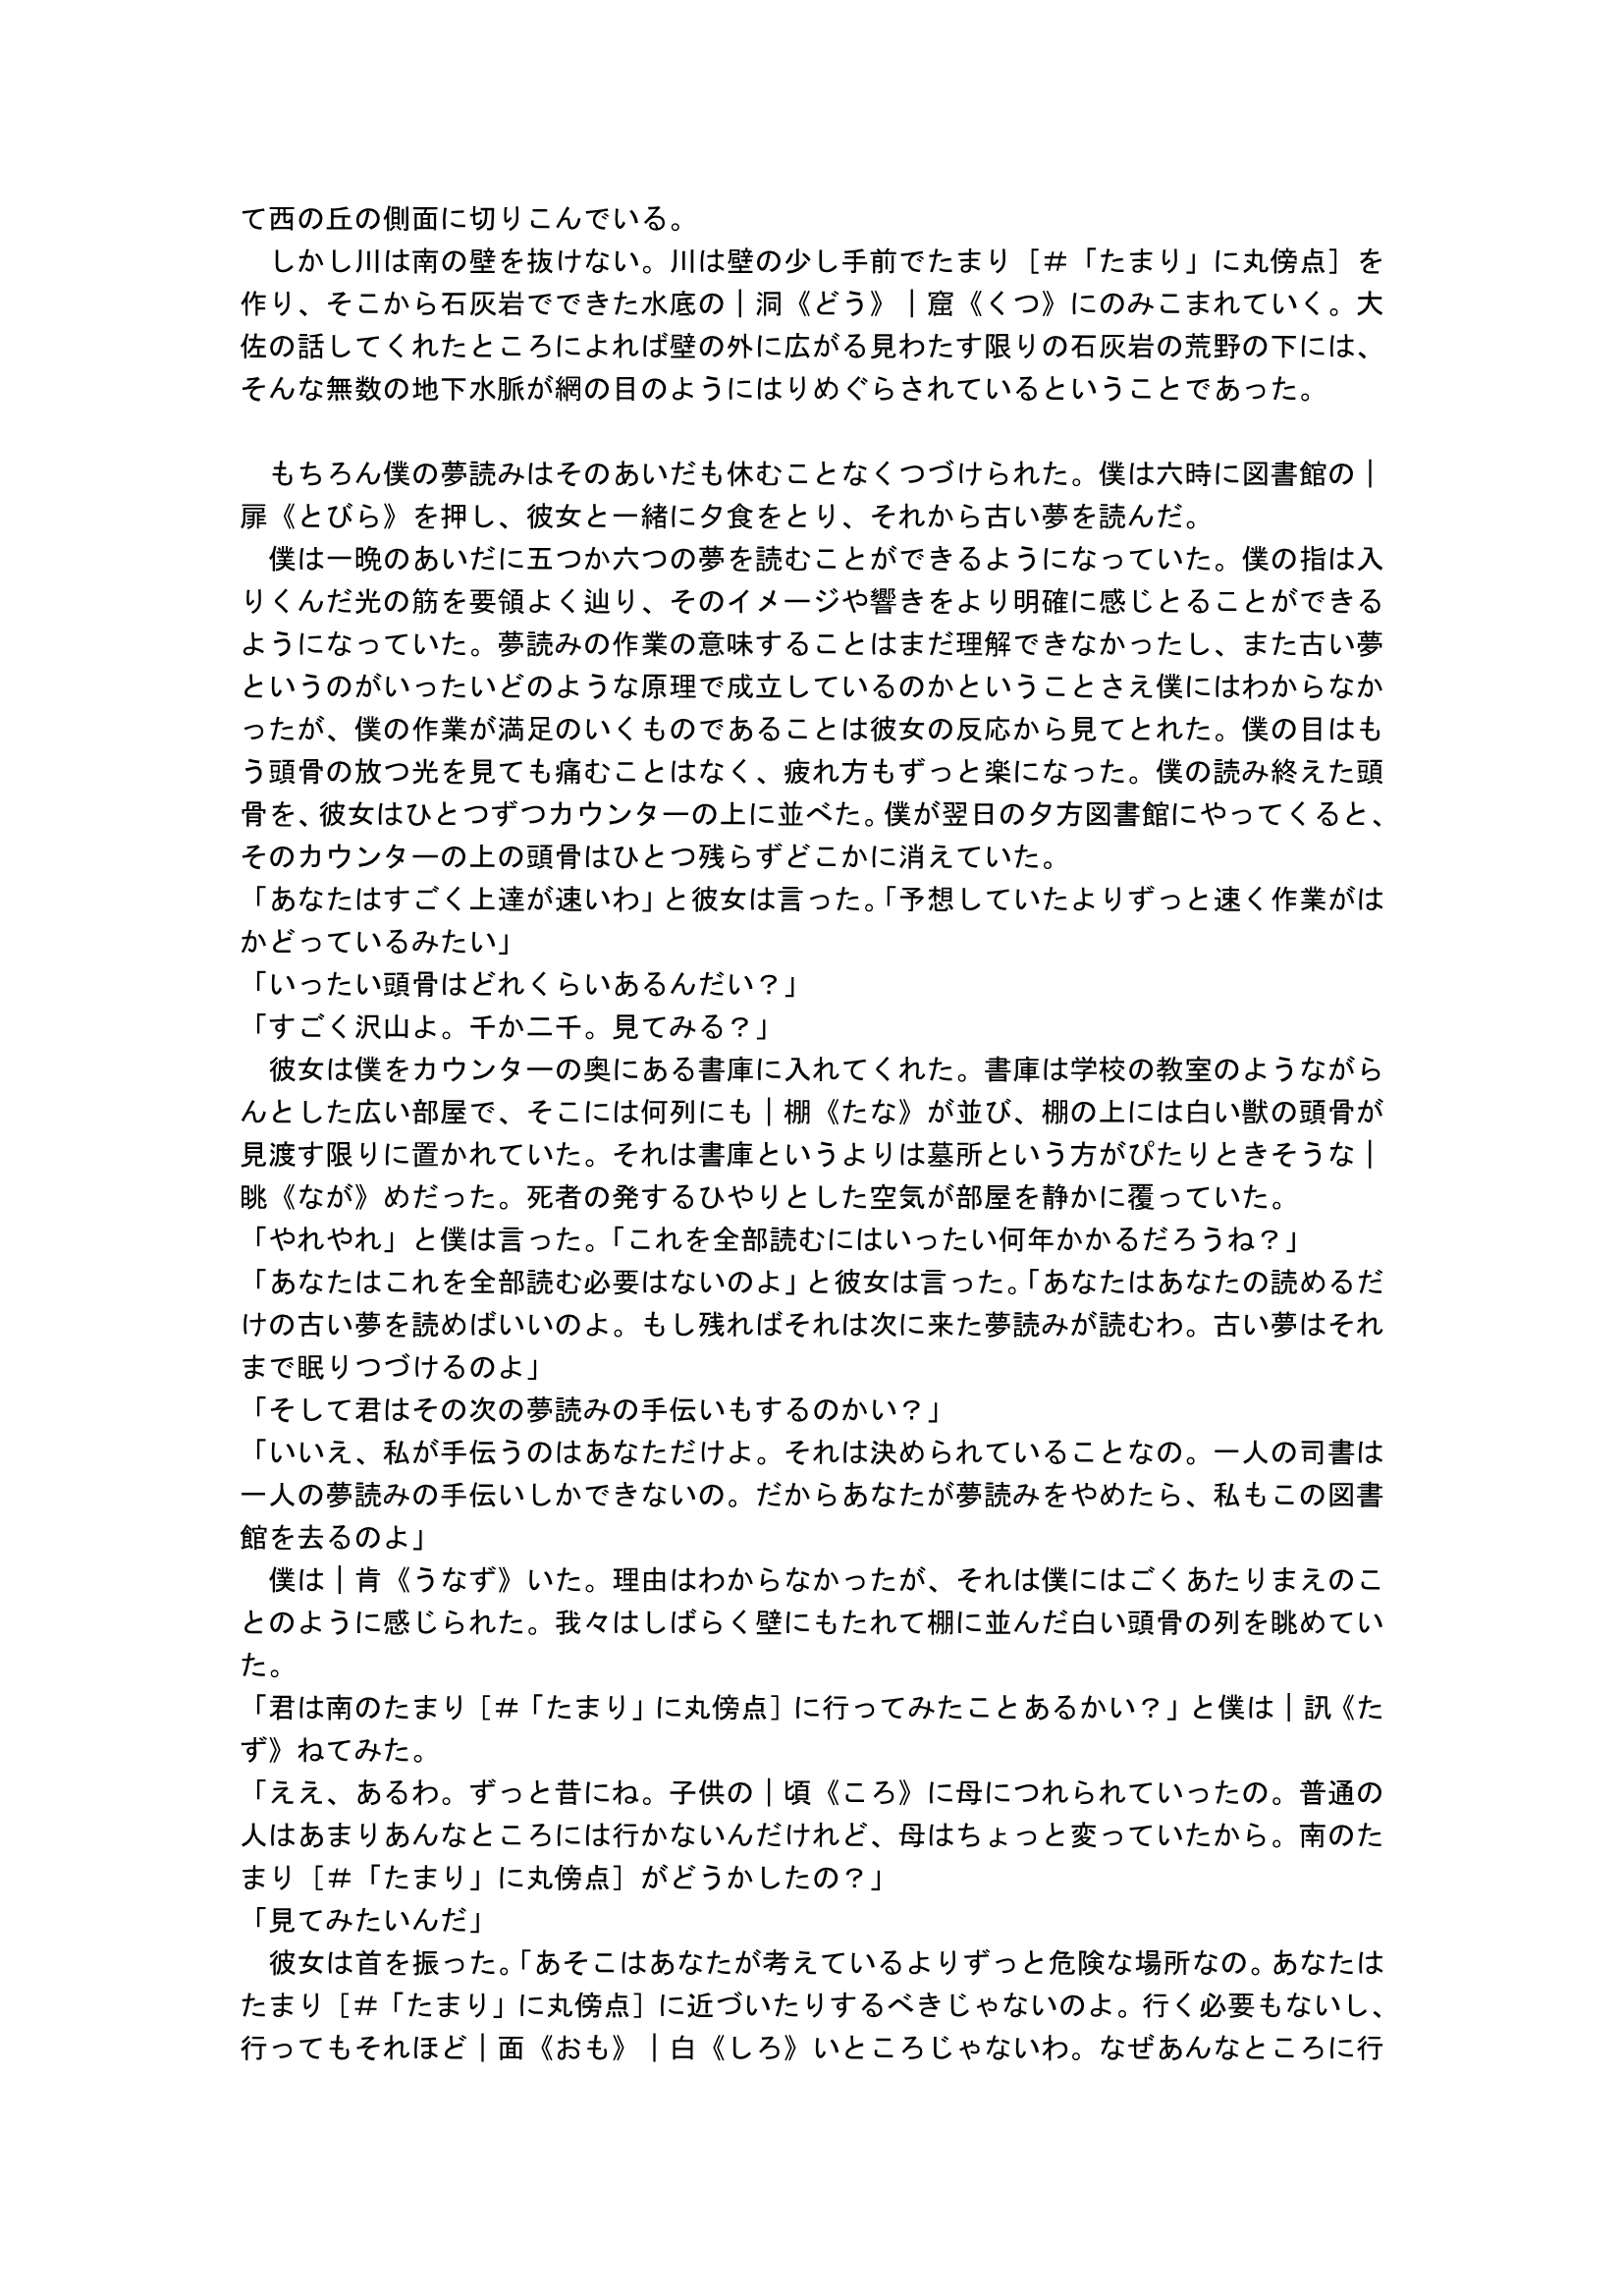 て西の丘の側面に切りこんでいる。
　しかし川は南の壁を抜けない。川は壁の少し手前でたまり［＃「たまり」に丸傍点］を
作り、そこから石灰岩でできた水底の｜洞《どう》｜窟《くつ》にのみこまれていく。大
佐の話してくれたところによれば壁の外に広がる見わたす限りの石灰岩の荒野の下には、
そんな無数の地下水脈が網の目のようにはりめぐらされているということであった。

　もちろん僕の夢読みはそのあいだも休むことなくつづけられた。僕は六時に図書館の｜
扉《とびら》を押し、彼女と一緒に夕食をとり、それから古い夢を読んだ。
　僕は一晩のあいだに五つか六つの夢を読むことができるようになっていた。僕の指は入
りくんだ光の筋を要領よく辿り、そのイメージや響きをより明確に感じとることができる
ようになっていた。夢読みの作業の意味することはまだ理解できなかったし、また古い夢
というのがいったいどのような原理で成立しているのかということさえ僕にはわからなか
ったが、僕の作業が満足のいくものであることは彼女の反応から見てとれた。僕の目はも
う頭骨の放つ光を見ても痛むことはなく、疲れ方もずっと楽になった。僕の読み終えた頭
骨を、彼女はひとつずつカウンターの上に並べた。僕が翌日の夕方図書館にやってくると、
そのカウンターの上の頭骨はひとつ残らずどこかに消えていた。
「あなたはすごく上達が速いわ」と彼女は言った。「予想していたよりずっと速く作業がは
かどっているみたい」
「いったい頭骨はどれくらいあるんだい？」
「すごく沢山よ。千か二千。見てみる？」
　彼女は僕をカウンターの奥にある書庫に入れてくれた。書庫は学校の教室のようながら
んとした広い部屋で、そこには何列にも｜棚《たな》が並び、棚の上には白い獣の頭骨が
見渡す限りに置かれていた。それは書庫というよりは墓所という方がぴたりときそうな｜
眺《なが》めだった。死者の発するひやりとした空気が部屋を静かに覆っていた。
「やれやれ」と僕は言った。「これを全部読むにはいったい何年かかるだろうね？」
「あなたはこれを全部読む必要はないのよ」と彼女は言った。「あなたはあなたの読めるだ
けの古い夢を読めばいいのよ。もし残ればそれは次に来た夢読みが読むわ。古い夢はそれ
まで眠りつづけるのよ」
「そして君はその次の夢読みの手伝いもするのかい？」
「いいえ、私が手伝うのはあなただけよ。それは決められていることなの。一人の司書は
一人の夢読みの手伝いしかできないの。だからあなたが夢読みをやめたら、私もこの図書
館を去るのよ」
　僕は｜肯《うなず》いた。理由はわからなかったが、それは僕にはごくあたりまえのこ
とのように感じられた。我々はしばらく壁にもたれて棚に並んだ白い頭骨の列を眺めてい
た。
「君は南のたまり［＃「たまり」に丸傍点］に行ってみたことあるかい？」と僕は｜訊《た
ず》ねてみた。
「ええ、あるわ。ずっと昔にね。子供の｜頃《ころ》に母につれられていったの。普通の
人はあまりあんなところには行かないんだけれど、母はちょっと変っていたから。南のた
まり［＃「たまり」に丸傍点］がどうかしたの？」
「見てみたいんだ」
　彼女は首を振った。「あそこはあなたが考えているよりずっと危険な場所なの。あなたは
たまり［＃「たまり」に丸傍点］に近づいたりするべきじゃないのよ。行く必要もないし、
行ってもそれほど｜面《おも》｜白《しろ》いところじゃないわ。なぜあんなところに行